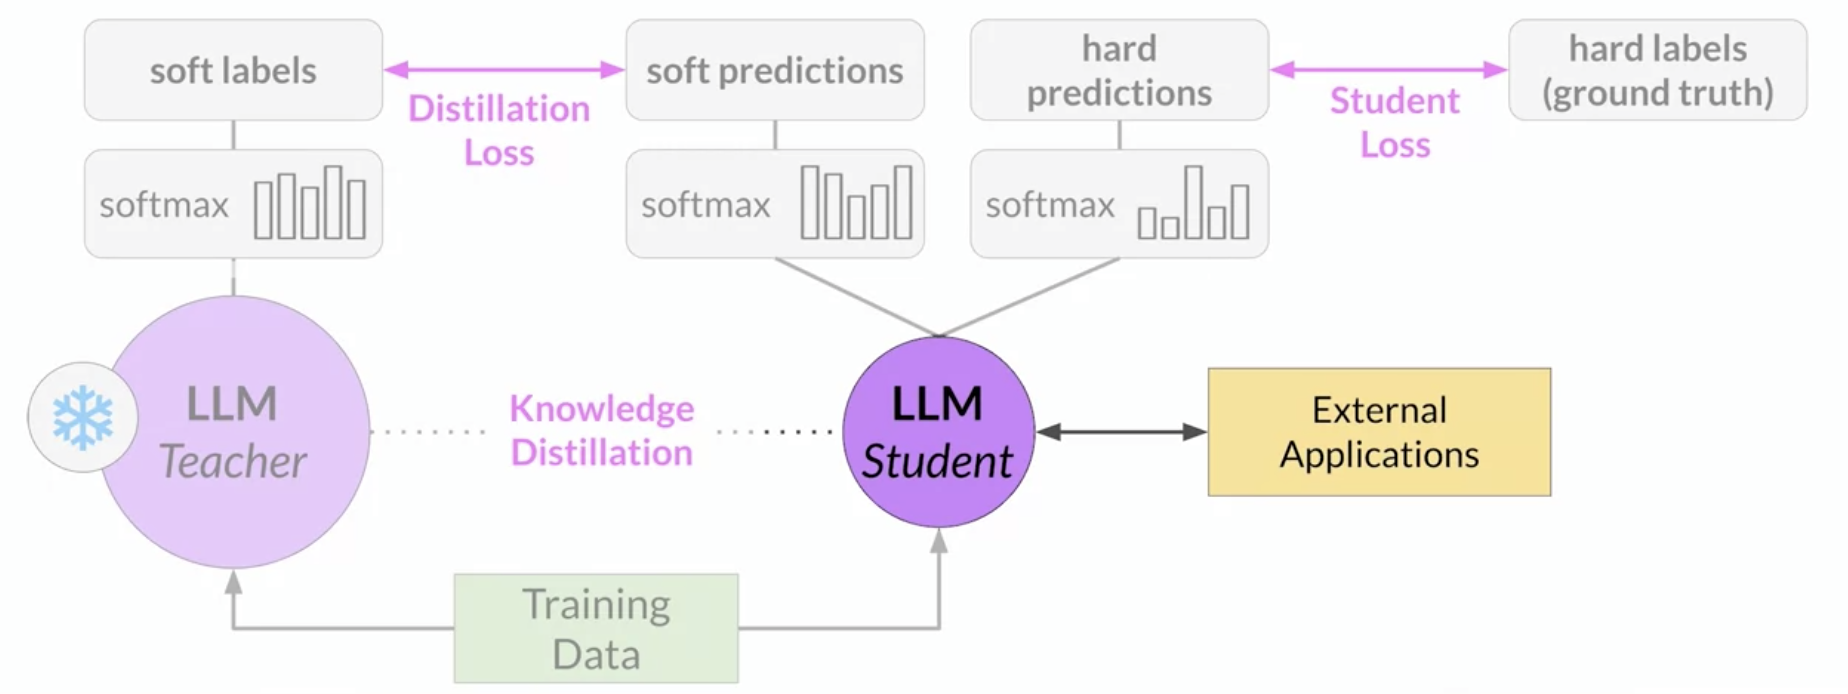 soft labels
Distillation
Loss
soft predictions
hard
predictions
Student
Loss
hard labels
(ground truth)
softmax
softmax
softmax
LLM
Teacher
Knowledge
Distillation
LLM
Student
External
Applications
Training
Data